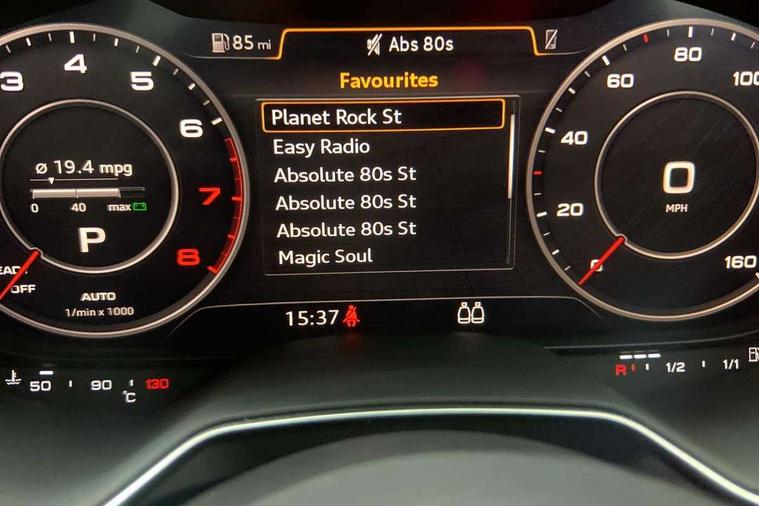 85 mi
Abs 80s
Favourites
Planet Rock St
Easy Radio
Absolute 80s St
Absolute 80s St
Absolute 80s St
Magic Soul
3 4 5 6 7 8
ø 19.4 mpg
0 40 max
P
OFF
AUTO
1/min x 1000
0 20 40 60 80 100 160
0
MPH
15:37
50 90 130
°C
R 1/2 1/1